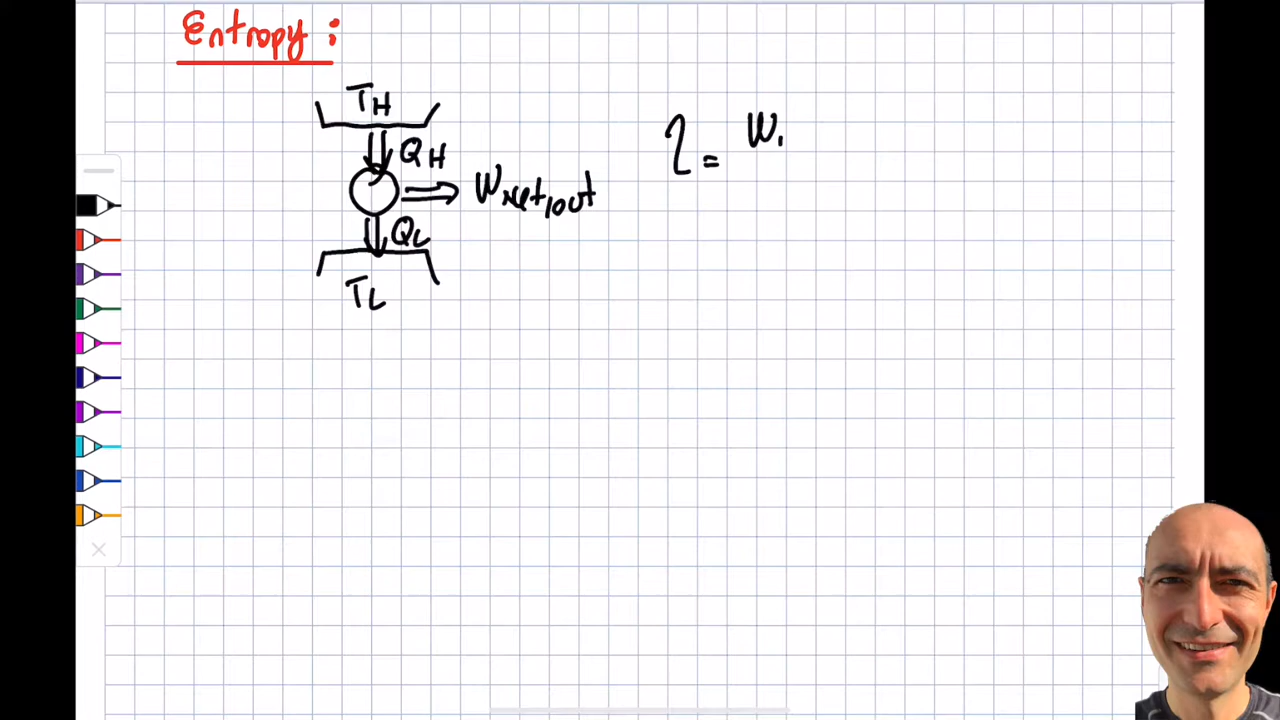 Entropy :
TH
QH
Wnet,out
QL
TL
η = W